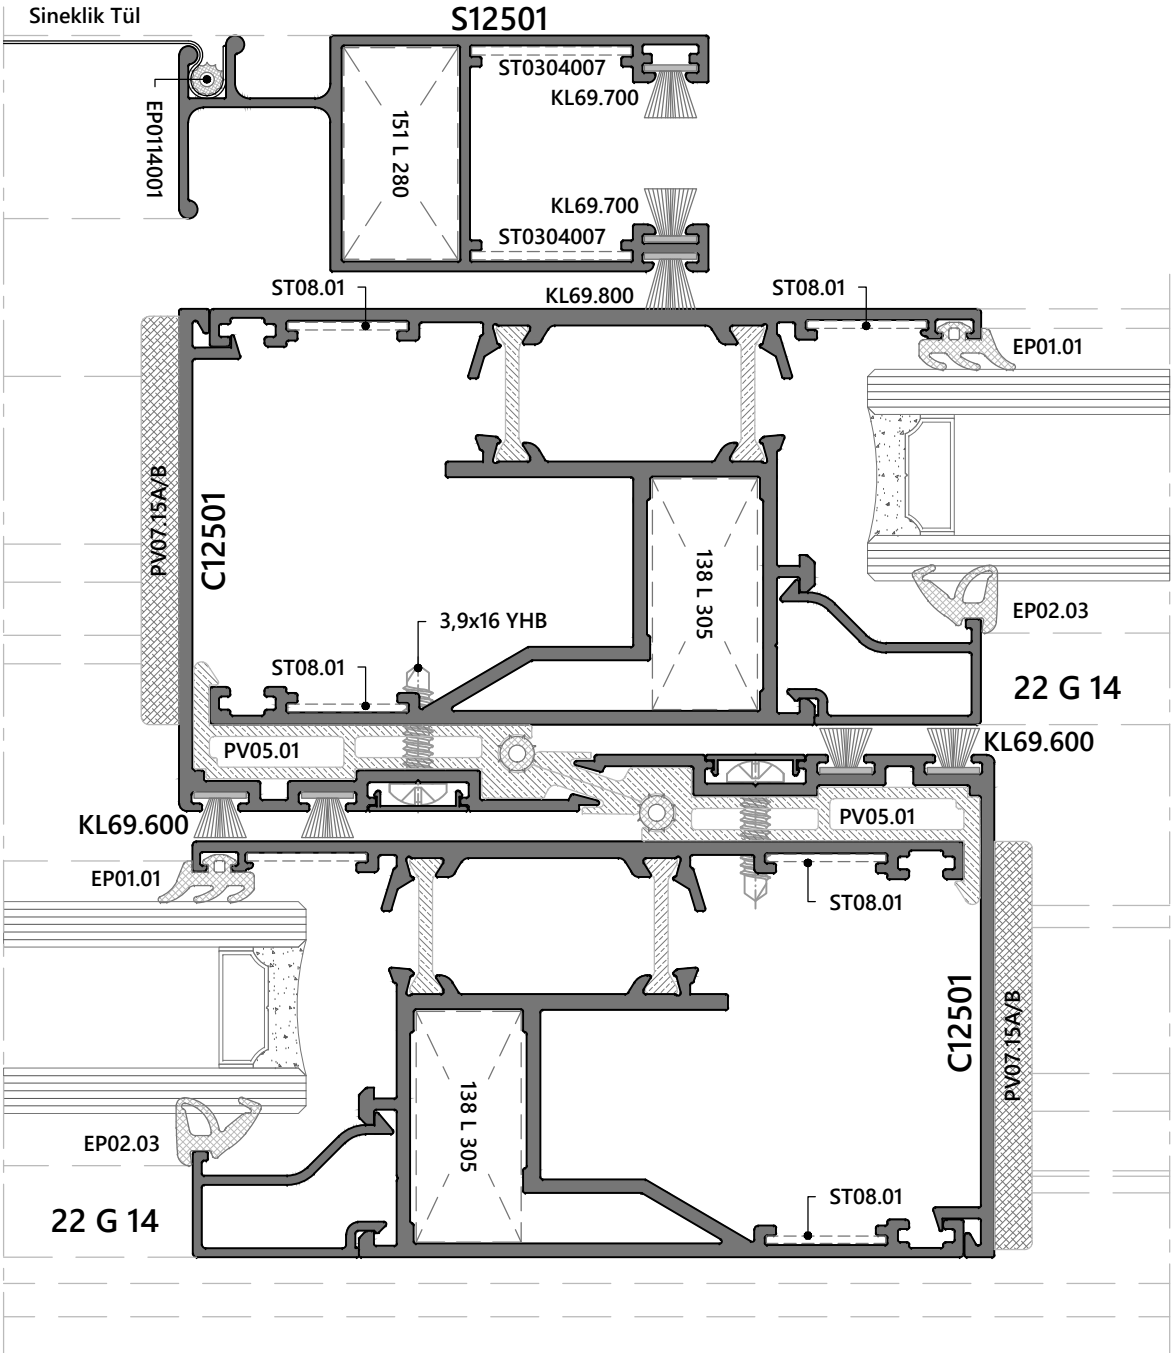 Sineklik Tül
S12501
ST0304007
KL69.700
EP0114001
151 L 280
KL69.700
ST0304007
ST08.01
KL69.800
ST08.01
EP01.01
PV07.15A/B
C12501
138 L 305
3,9x16 YHB
EP02.03
ST08.01
22 G 14
PV05.01
KL69.600
KL69.600
PV05.01
EP01.01
ST08.01
C12501
PV07.15A/B
138 L 305
EP02.03
ST08.01
22 G 14